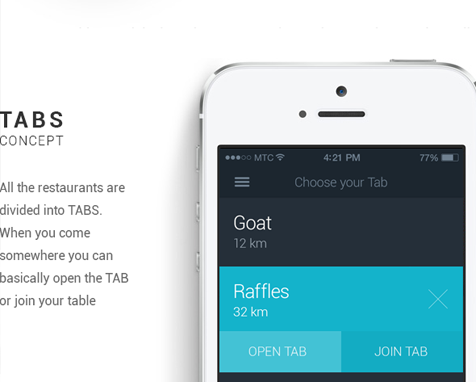 TABS
CONCEPT
All the restaurants are
divided into TABS.
When you come
somewhere you can
basically open the TAB
or join your table
MTC 4:21 PM 77%
Choose your Tab
Goat
12 km
Raffles
32 km
OPEN TAB JOIN TAB